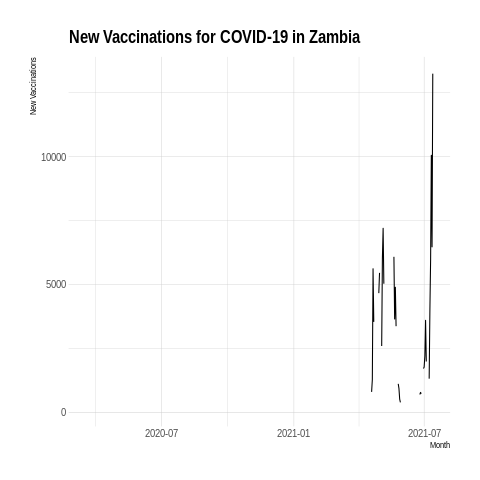 New Vaccinations for COVID-19 in Zambia
New Vaccinations
10000
5000
0
2020-07
2021-01
2021-07
Month